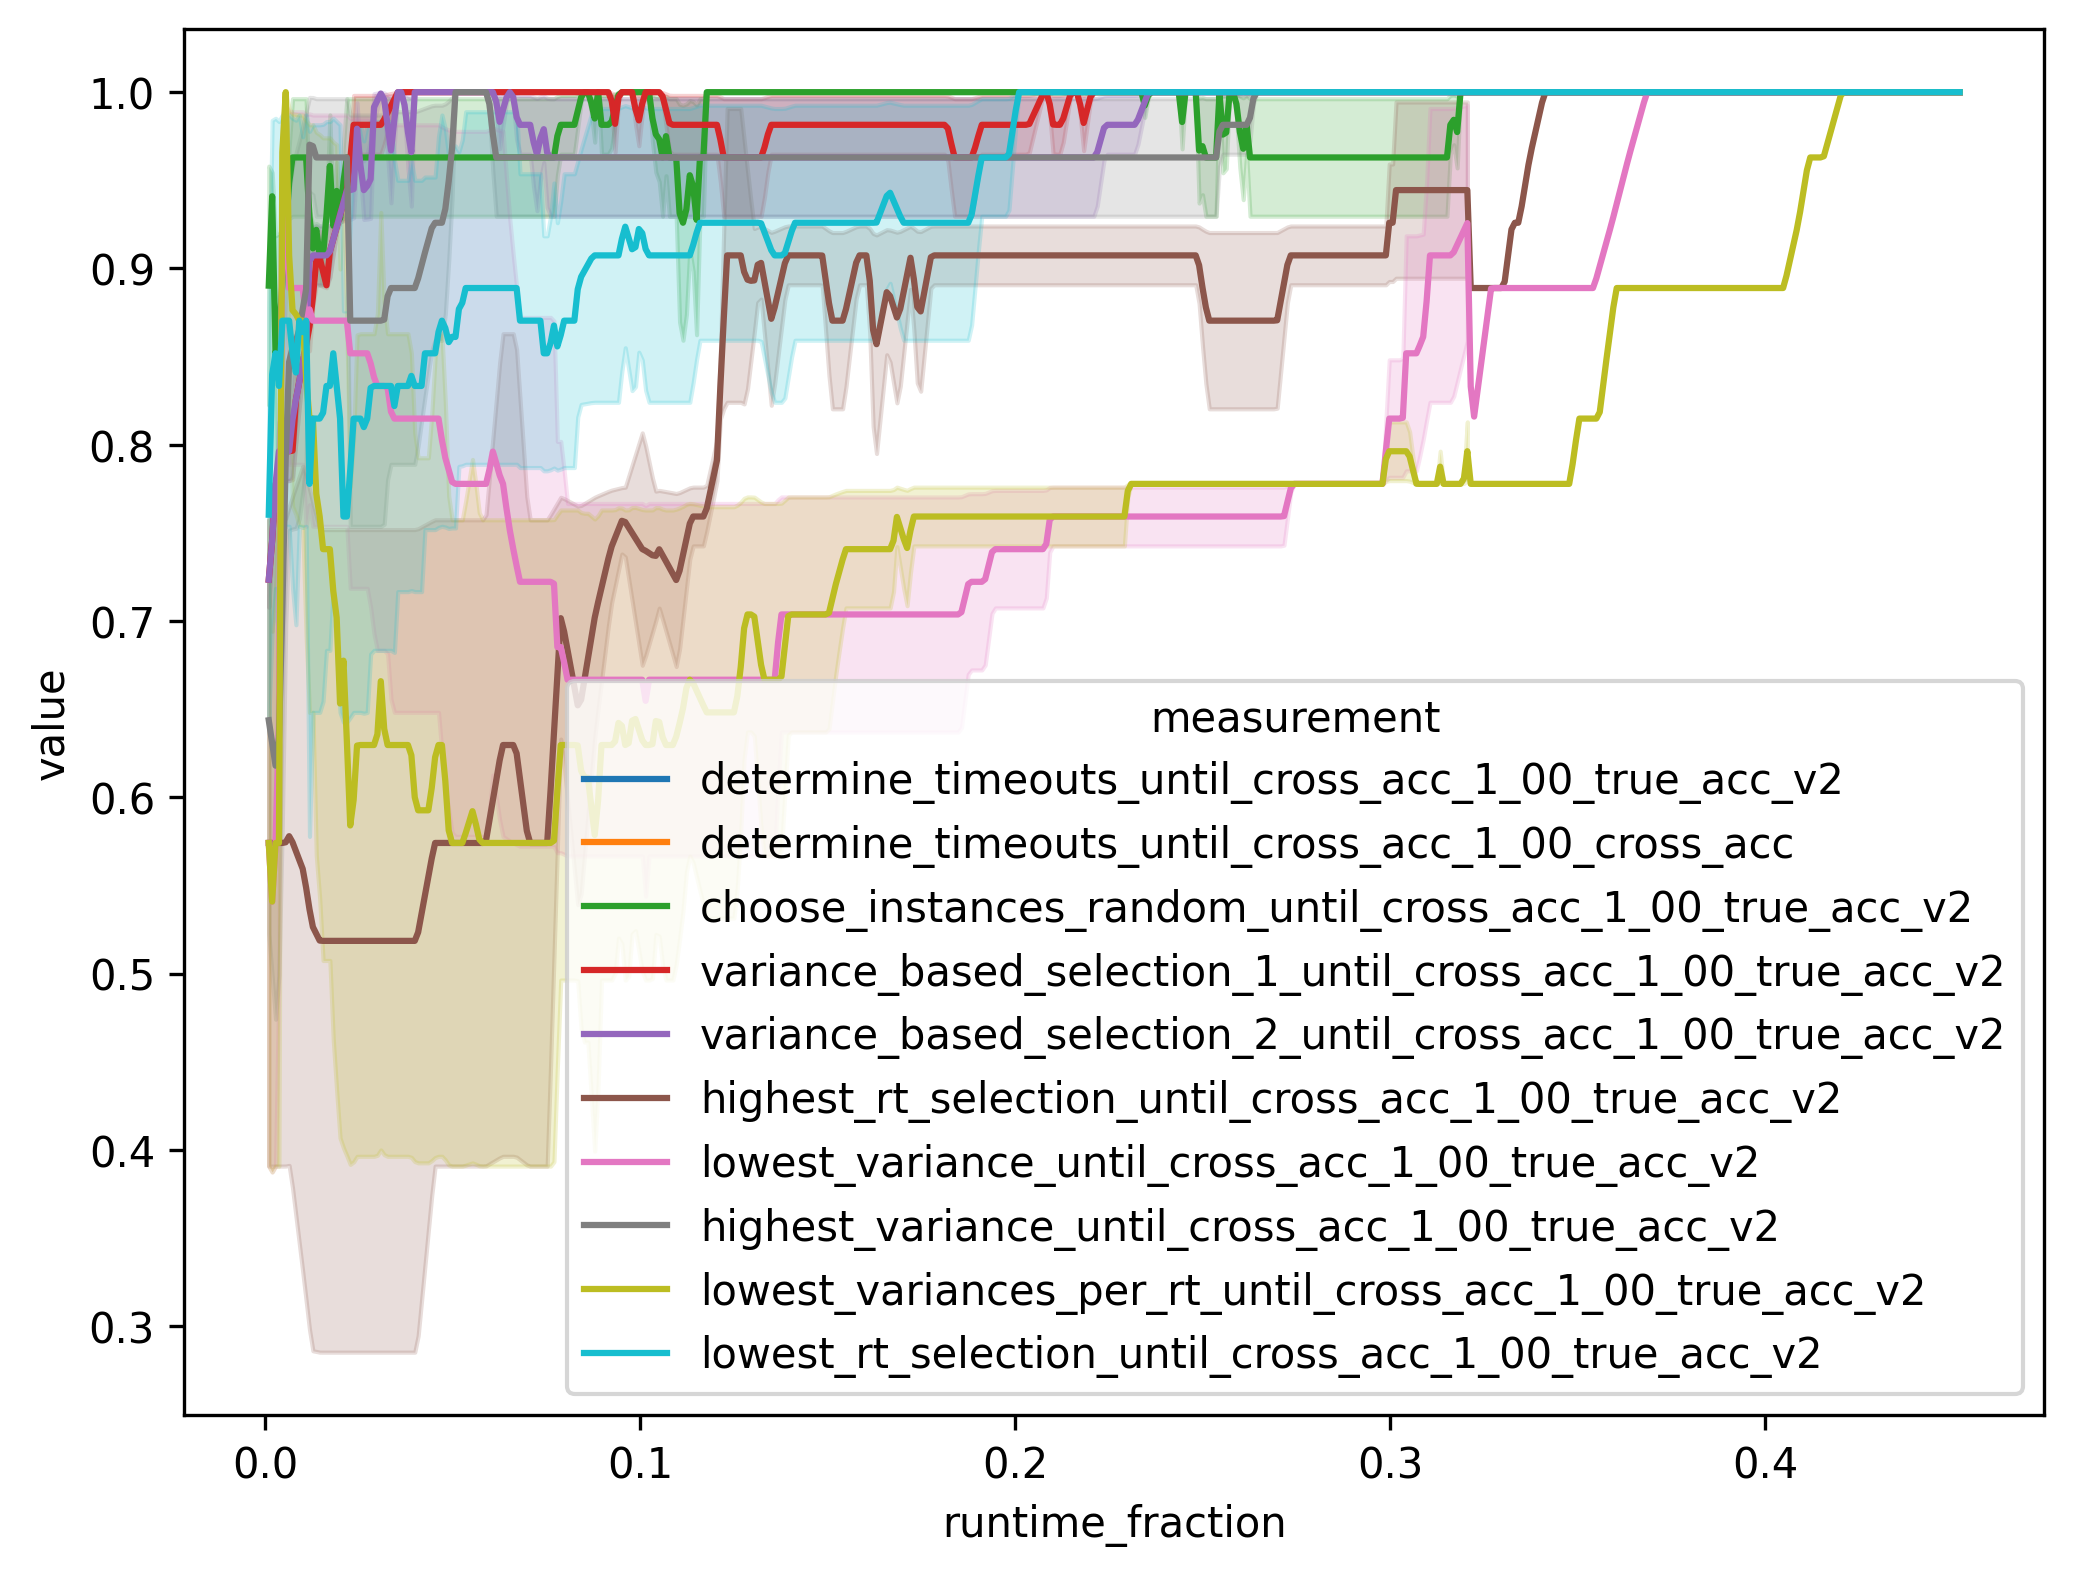 1.0
0.9
0.8
0.7
0.6
0.5
0.4
0.3
value
0.0 0.1 0.2 0.3 0.4
runtime_fraction
measurement
determine_timeouts_until_cross_acc_1_00_true_acc_v2
determine_timeouts_until_cross_acc_1_00_cross_acc
choose_instances_random_until_cross_acc_1_00_true_acc_v2
variance_based_selection_1_until_cross_acc_1_00_true_acc_v2
variance_based_selection_2_until_cross_acc_1_00_true_acc_v2
highest_rt_selection_until_cross_acc_1_00_true_acc_v2
lowest_variance_until_cross_acc_1_00_true_acc_v2
highest_variance_until_cross_acc_1_00_true_acc_v2
lowest_variances_per_rt_until_cross_acc_1_00_true_acc_v2
lowest_rt_selection_until_cross_acc_1_00_true_acc_v2